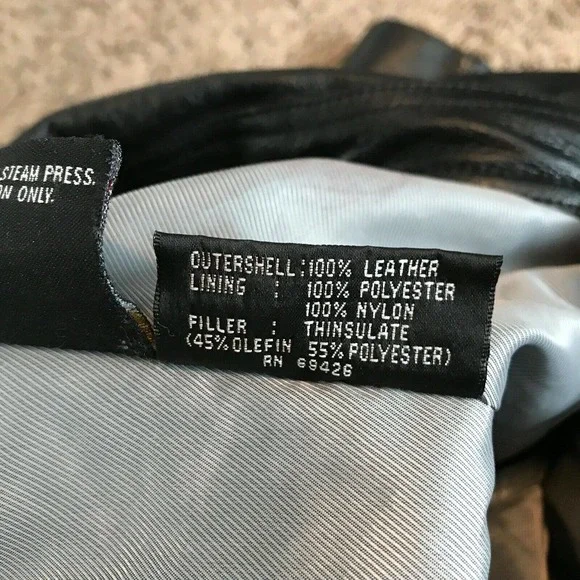 STEAM PRESS.
ON ONLY.
OUTERSHELL:100% LEATHER
LINING : 100% POLYESTER
100% NYLON
FILLER : THINSULATE
(45% OLEFIN 55% POLYESTER)
RN 69426